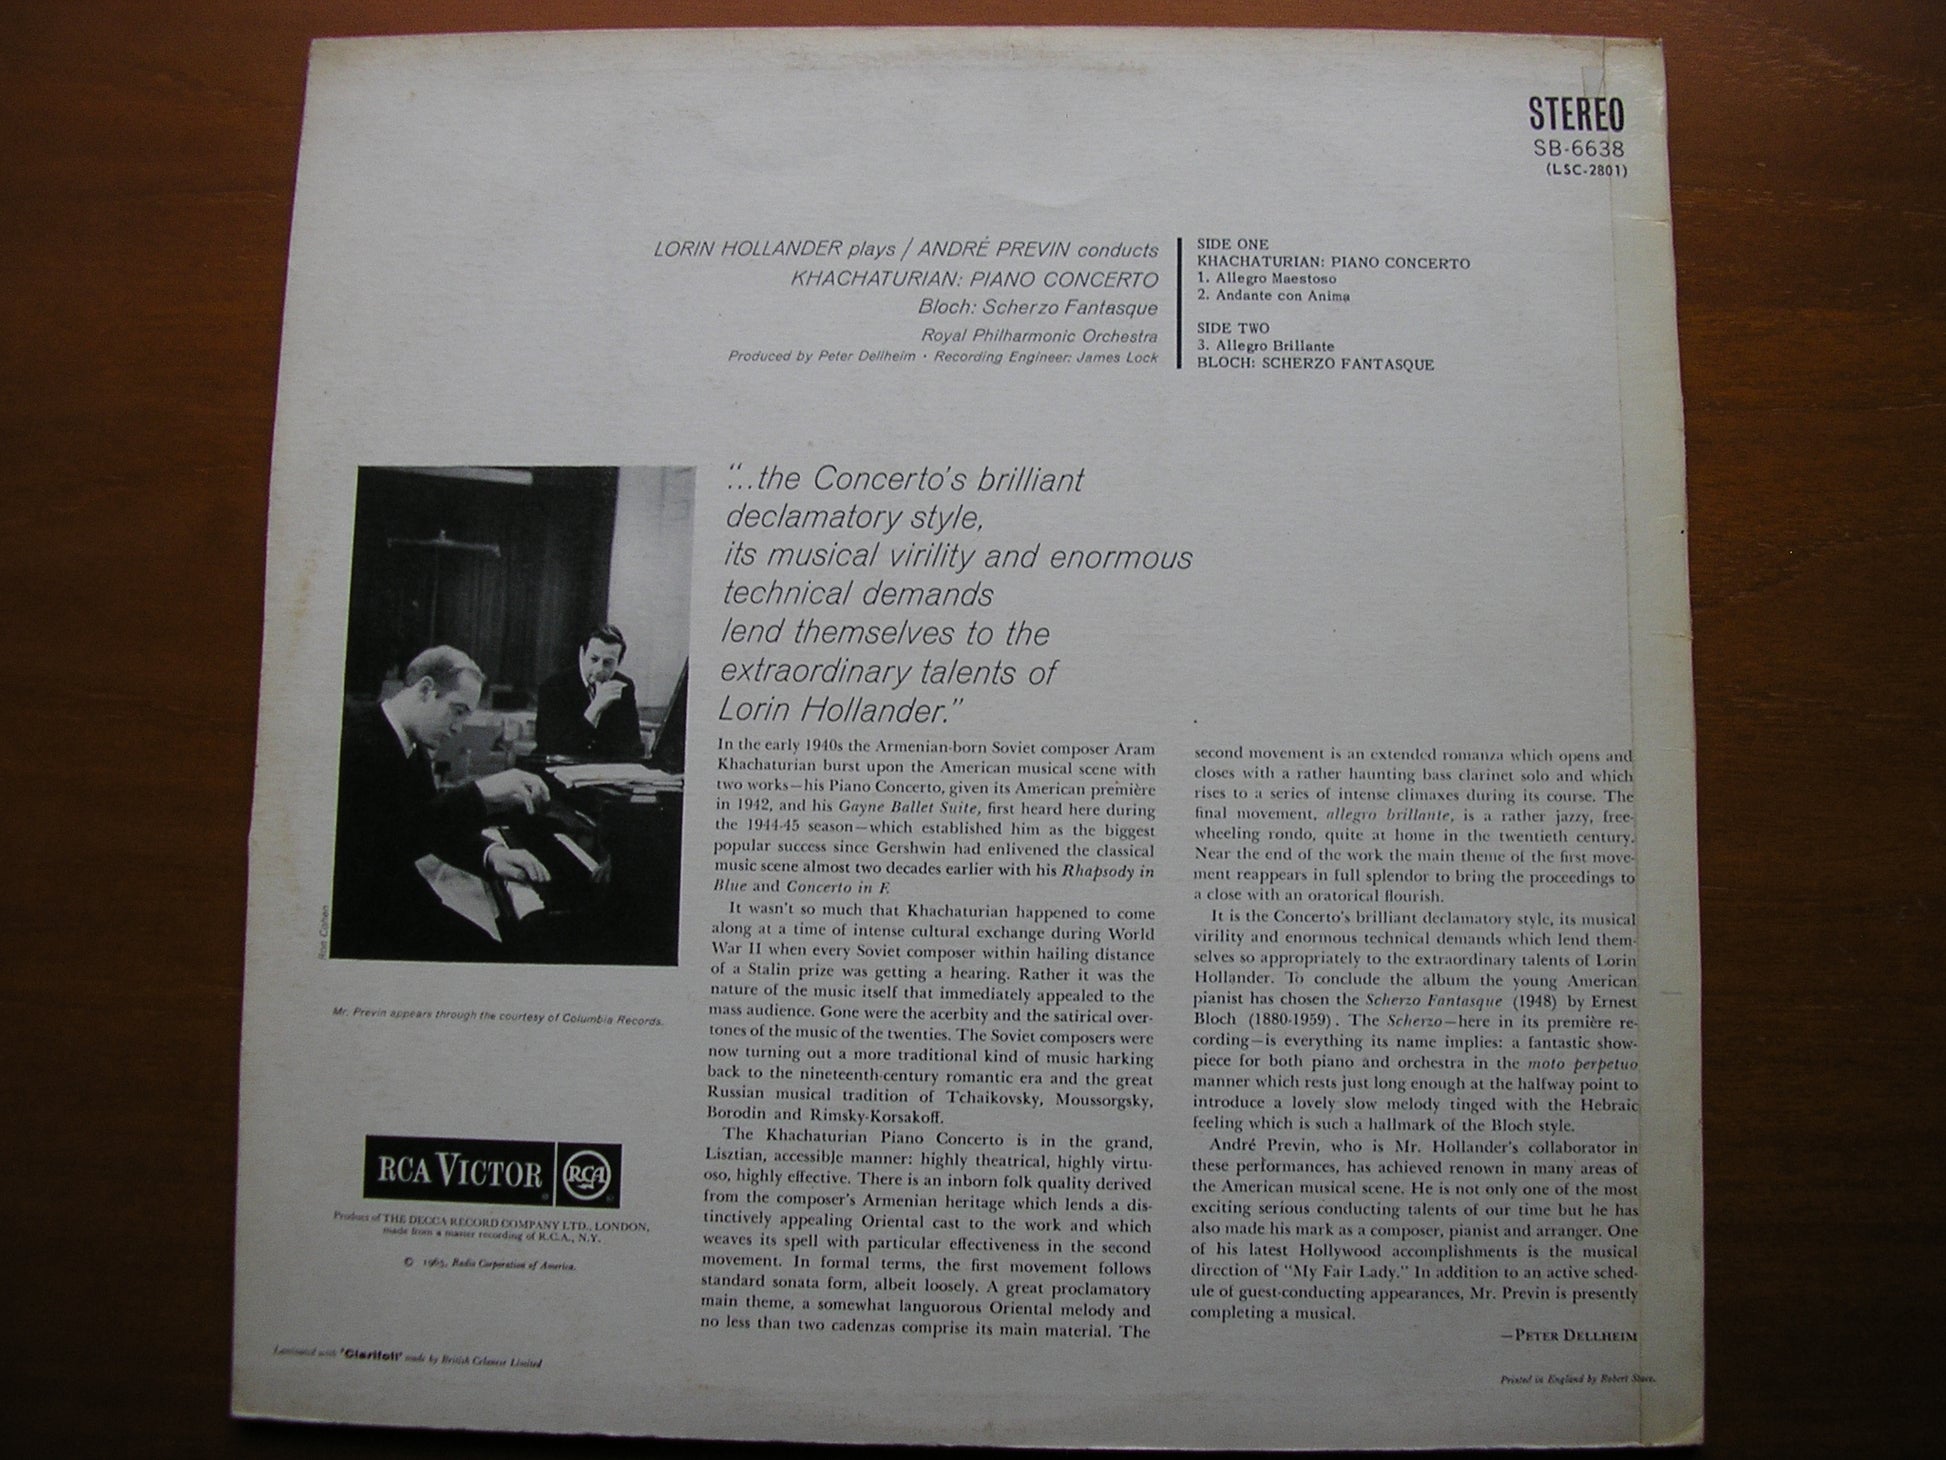 STEREO
SB-6638
(LSC-2801)
LORIN HOLLANDER plays / ANDRÉ PREVIN conducts
KHACHATURIAN: PIANO CONCERTO
Bloch: Scherzo Fantasque
Royal Philharmonic Orchestra
Produced by Peter Dellheim • Recording Engineer: James Lock
SIDE ONE
KHACHATURIAN: PIANO CONCERTO
1. Allegro Maestoso
2. Andante con Anima
SIDE TWO
3. Allegro Brillante
BLOCH: SCHERZO FANTASQUE
"...the Concerto's brilliant
declamatory style,
its musical virility and enormous
technical demands
lend themselves to the
extraordinary talents of
Lorin Hollander."
Ron Cohen
Mr. Previn appears through the courtesy of Columbia Records.
RCA VICTOR
RCA
Product of THE DECCA RECORD COMPANY LTD., LONDON,
made from a master recording of R.C.A., N.Y.
© 1965, Radio Corporation of America.
Laminated with 'Clarifoil' made by British Celanese Limited
In the early 1940s the Armenian-born Soviet composer Aram
Khachaturian burst upon the American musical scene with
two works—his Piano Concerto, given its American première
in 1942, and his Gayne Ballet Suite, first heard here during
the 1944-45 season—which established him as the biggest
popular success since Gershwin had enlivened the classical
music scene almost two decades earlier with his Rhapsody in
Blue and Concerto in F.
It wasn't so much that Khachaturian happened to come
along at a time of intense cultural exchange during World
War II when every Soviet composer within hailing distance
of a Stalin prize was getting a hearing. Rather it was the
nature of the music itself that immediately appealed to the
mass audience. Gone were the acerbity and the satirical over-
tones of the music of the twenties. The Soviet composers were
now turning out a more traditional kind of music harking
back to the nineteenth-century romantic era and the great
Russian musical tradition of Tchaikovsky, Moussorgsky,
Borodin and Rimsky-Korsakoff.
The Khachaturian Piano Concerto is in the grand,
Lisztian, accessible manner: highly theatrical, highly virtu-
oso, highly effective. There is an inborn folk quality derived
from the composer's Armenian heritage which lends a dis-
tinctively appealing Oriental cast to the work and which
weaves its spell with particular effectiveness in the second
movement. In formal terms, the first movement follows
standard sonata form, albeit loosely. A great proclamatory
main theme, a somewhat languorous Oriental melody and
no less than two cadenzas comprise its main material. The
second movement is an extended romanza which opens and
closes with a rather haunting bass clarinet solo and which
rises to a series of intense climaxes during its course. The
final movement, allegro brillante, is a rather jazzy, free-
wheeling rondo, quite at home in the twentieth century.
Near the end of the work the main theme of the first move-
ment reappears in full splendor to bring the proceedings to
a close with an oratorical flourish.
It is the Concerto's brilliant declamatory style, its musical
virility and enormous technical demands which lend them-
selves so appropriately to the extraordinary talents of Lorin
Hollander. To conclude the album the young American
pianist has chosen the Scherzo Fantasque (1948) by Ernest
Bloch (1880-1959). The Scherzo—here in its première re-
cording—is everything its name implies: a fantastic show-
piece for both piano and orchestra in the moto perpetuo
manner which rests just long enough at the halfway point to
introduce a lovely slow melody tinged with the Hebraic
feeling which is such a hallmark of the Bloch style.
André Previn, who is Mr. Hollander's collaborator in
these performances, has achieved renown in many areas of
the American musical scene. He is not only one of the most
exciting serious conducting talents of our time but he has
also made his mark as a composer, pianist and arranger. One
of his latest Hollywood accomplishments is the musical
direction of "My Fair Lady." In addition to an active sched-
ule of guest-conducting appearances, Mr. Previn is presently
completing a musical.
—PETER DELLHEIM
Printed in England by Robert Stace.